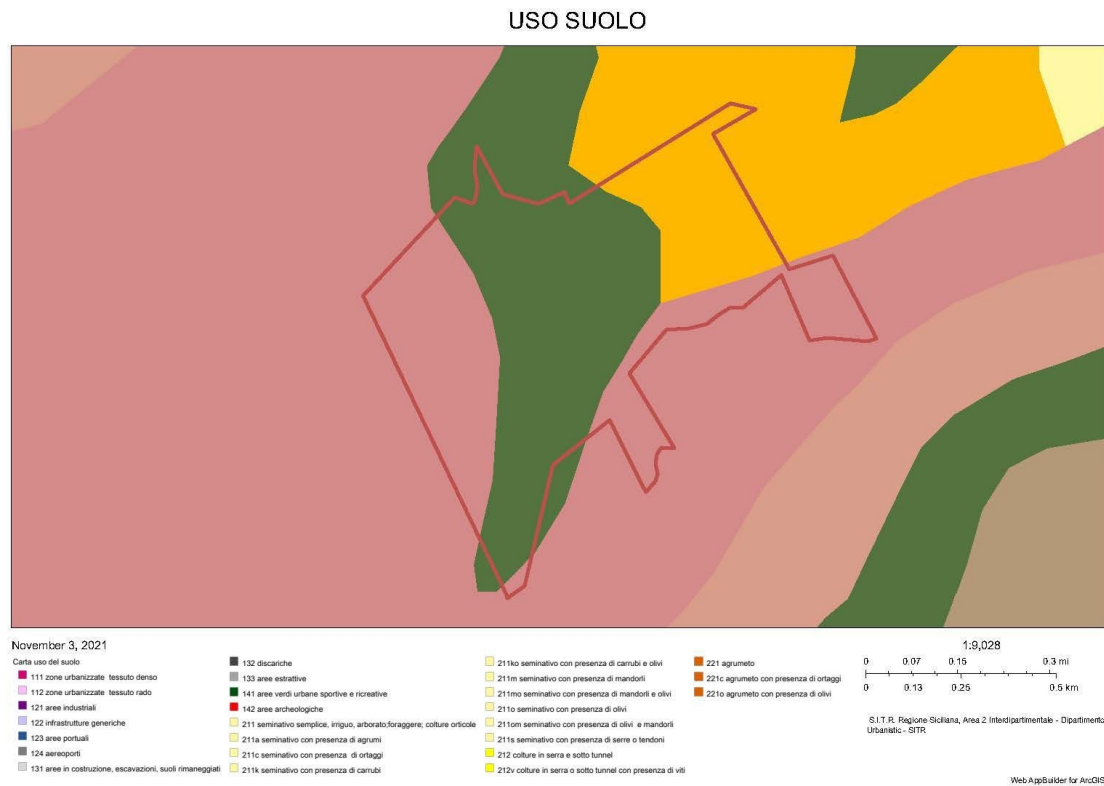 USO SUOLO
November 3, 2021
Carta uso del suolo
111 zone urbanizzate tessuto denso
112 zone urbanizzate tessuto rado
121 aree industriali
122 infrastrutture generiche
123 aree portuali
124 aereoporti
131 aree in costruzione, escavazioni, suoli rimaneggiati
132 discariche
133 aree estrattive
141 aree verdi urbane sportive e ricreative
142 aree archeologiche
211 seminativo semplice, irriguo, arborato;foraggere; colture orticole
211a seminativo con presenza di agrumi
211c seminativo con presenza di ortaggi
211k seminativo con presenza di carrubi
211ko seminativo con presenza di carrubi e olivi
211m seminativo con presenza di mandorli
211mo seminativo con presenza di mandorli e olivi
211o seminativo con presenza di olivi
211om seminativo con presenza di olivi e mandorli
211s seminativo con presenza di serre o tendoni
212 colture in serra e sotto tunnel
212v colture in serra o sotto tunnel con presenza di viti
221 agrumeto
221c agrumeto con presenza di ortaggi
221o agrumeto con presenza di olivi
1:9,028
0 0.07 0.15 0.3 mi
0 0.13 0.25 0.5 km
S.I.T.R. Regione Siciliana, Area 2 Interdipartimentale - Dipartimento
Urbanistic - SITR
Web AppBuilder for ArcGIS